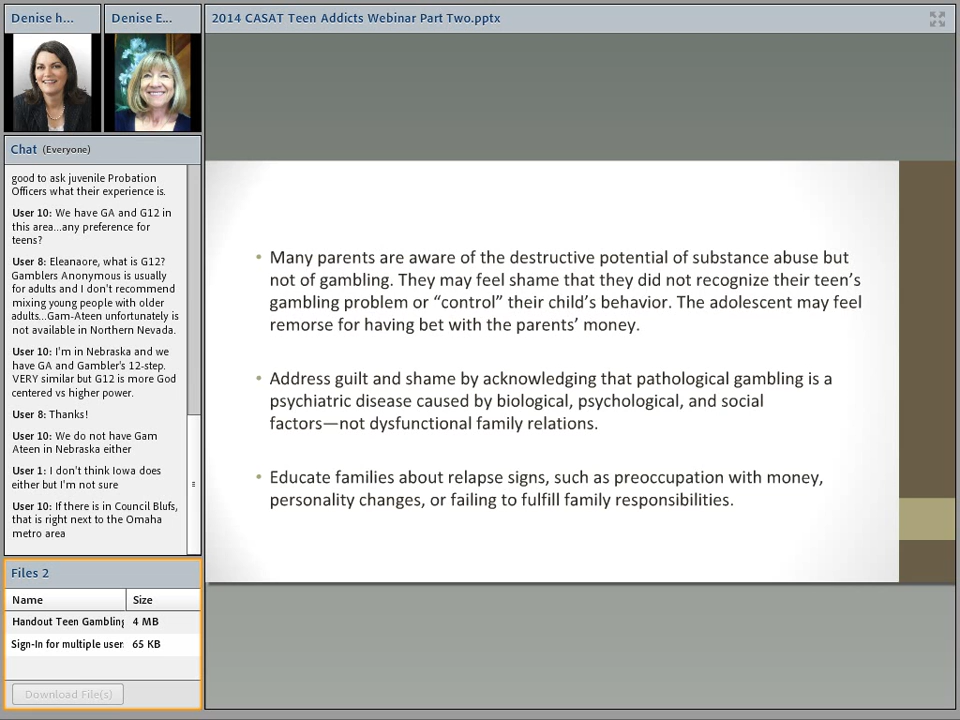 Denise h...
Denise E...
2014 CASAT Teen Addicts Webinar Part Two.pptx
Chat (Everyone)
good to ask juvenile Probation
Officers what their experience is.
User 10: We have GA and G12 in
this area...any preference for
teens?
User 8: Eleanaore, what is G12?
Gamblers Anonymous is usually
for adults and I don't recommend
mixing young people with older
adults...Gam-Ateen unfortunately is
not available in Northern Nevada.
User 10: I'm in Nebraska and we
have GA and Gambler's 12-step.
VERY similar but G12 is more God
centered vs higher power.
User 8: Thanks!
User 10: We do not have Gam
Ateen in Nebraska either
User 1: I don't think Iowa does
either but I'm not sure
User 10: If there is in Council Blufs,
that is right next to the Omaha
metro area
Files 2
Name Size
Handout Teen Gambling 4 MB
Sign-In for multiple user 65 KB
Download File(s)
• Many parents are aware of the destructive potential of substance abuse but
not of gambling. They may feel shame that they did not recognize their teen’s
gambling problem or “control” their child’s behavior. The adolescent may feel
remorse for having bet with the parents’ money.
• Address guilt and shame by acknowledging that pathological gambling is a
psychiatric disease caused by biological, psychological, and social
factors—not dysfunctional family relations.
• Educate families about relapse signs, such as preoccupation with money,
personality changes, or failing to fulfill family responsibilities.